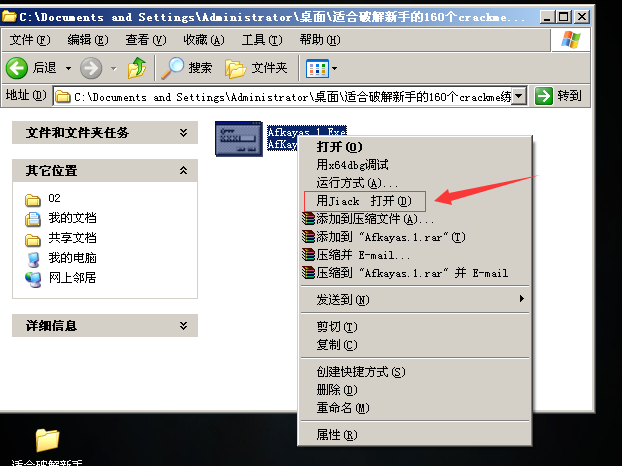 C:\Documents and Settings\Administrator\桌面\适合破解新手的160个crackme...
文件(F) 编辑(E) 查看(V) 收藏(A) 工具(T) 帮助(H)
后退 搜索 文件夹
地址(D) C:\Documents and Settings\Administrator\桌面\适合破解新手的160个crackme练 转到
文件和文件夹任务
其它位置
02
我的文档
共享文档
我的电脑
网上邻居
详细信息
Afkayas.1.Exe
AfKay
打开(O)
用x64dbg调试
运行方式(A)...
用Jiack 打开(D)
添加到压缩文件(A)...
添加到 "Afkayas.1.rar"(T)
压缩并 E-mail...
压缩到 "Afkayas.1.rar" 并 E-mail
发送到(N)
剪切(T)
复制(C)
创建快捷方式(S)
删除(D)
重命名(M)
属性(R)
适合破解新手